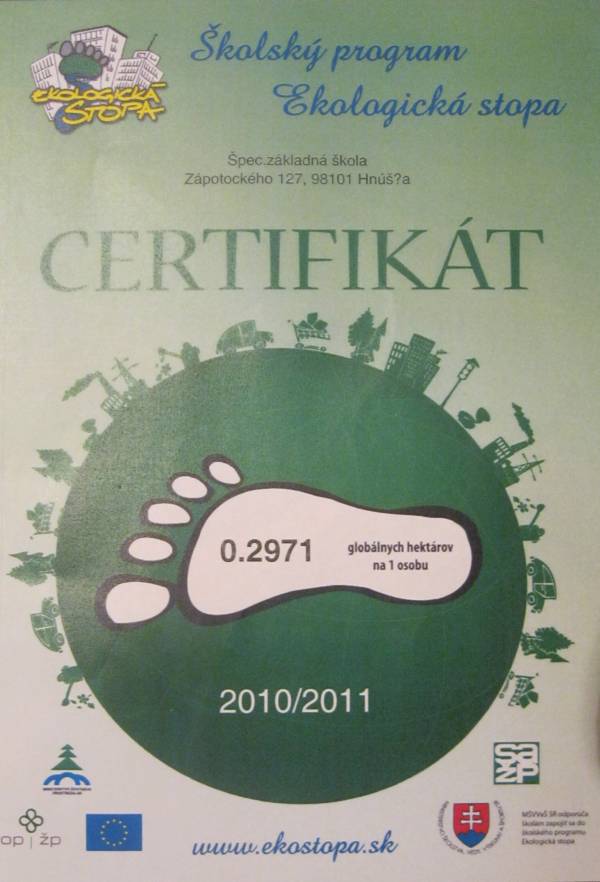 EKOLOGICKÁ
STOPA
Školský program
Ekologická stopa
Špec.základná škola
Zápotockého 127, 98101 Hnúš?a
CERTIFIKÁT
0.2971
globálnych hektárov
na 1 osobu
2010/2011
sa
žp
op | žp
www.ekostopa.sk
MŠVVaŠ SR odporúča
školám zapojiť sa do
školského programu
Ekologická stopa